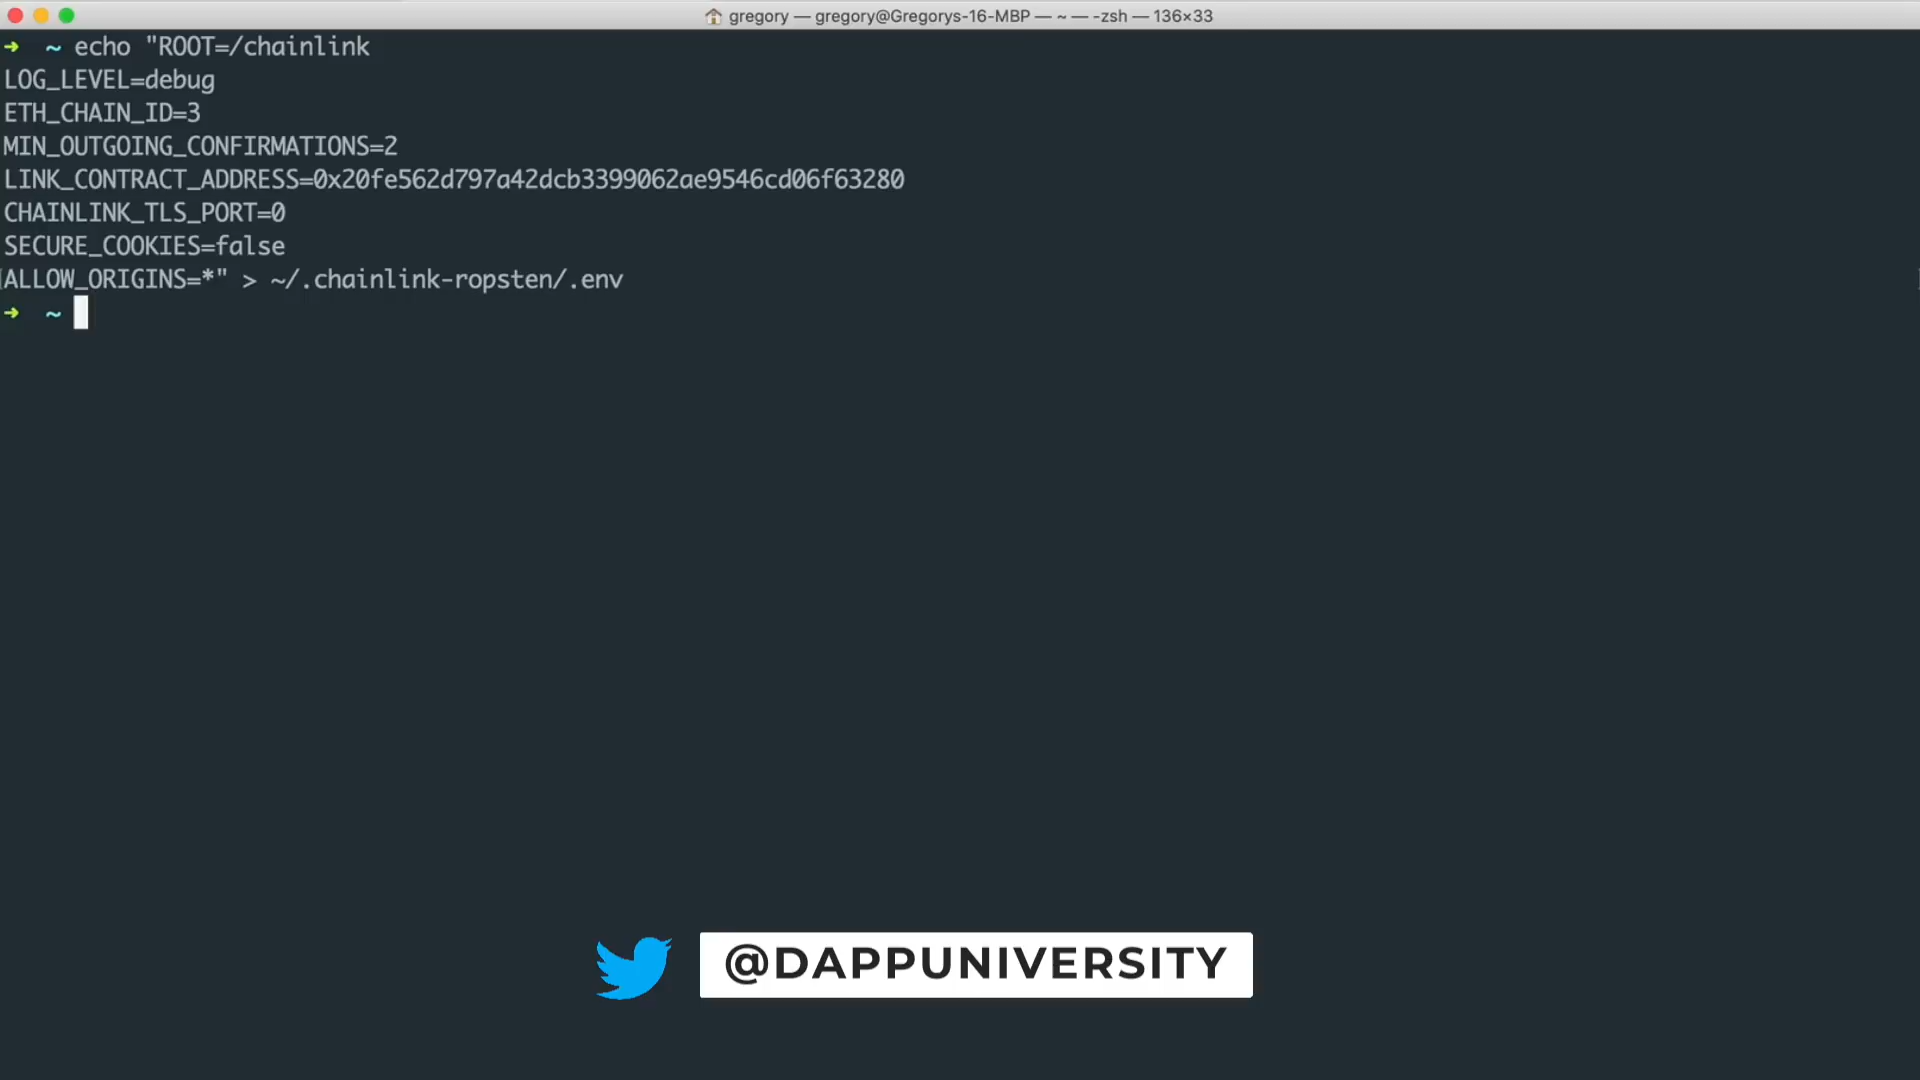 gregory — gregory@Gregorys-16-MBP — ~ — -zsh — 136×33
➜ ~ echo "ROOT=/chainlink
LOG_LEVEL=debug
ETH_CHAIN_ID=3
MIN_OUTGOING_CONFIRMATIONS=2
LINK_CONTRACT_ADDRESS=0x20fe562d797a42dcb3399062ae9546cd06f63280
CHAINLINK_TLS_PORT=0
SECURE_COOKIES=false
ALLOW_ORIGINS=*" > ~/.chainlink-ropsten/.env
➜ ~
@DAPPUNIVERSITY